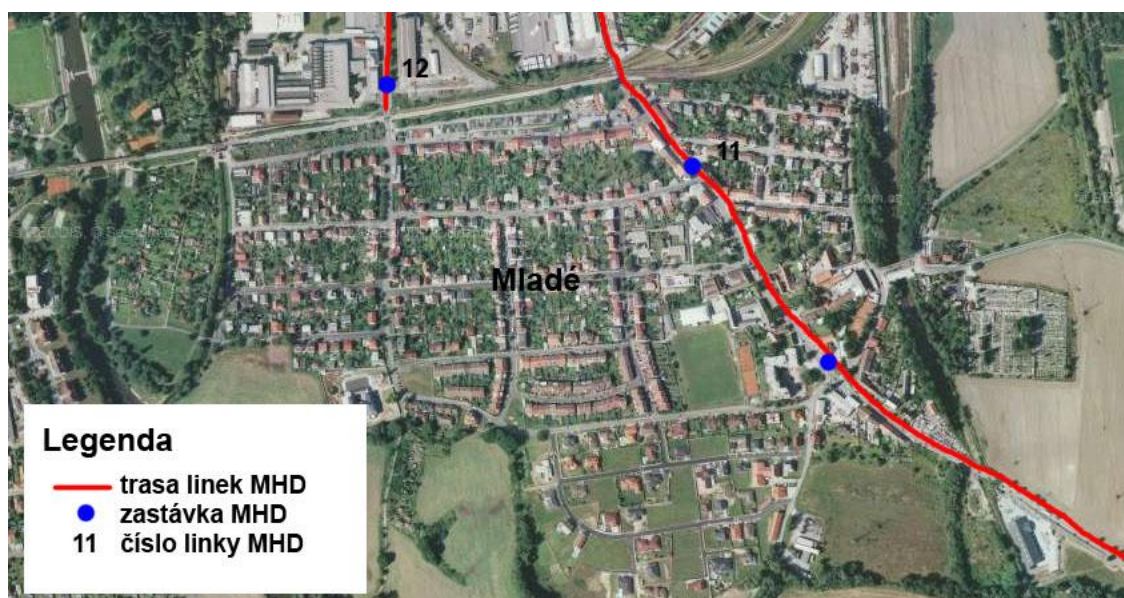 12
11
Mladé
Legenda
trasa linek MHD
zastávka MHD
11 číslo linky MHD